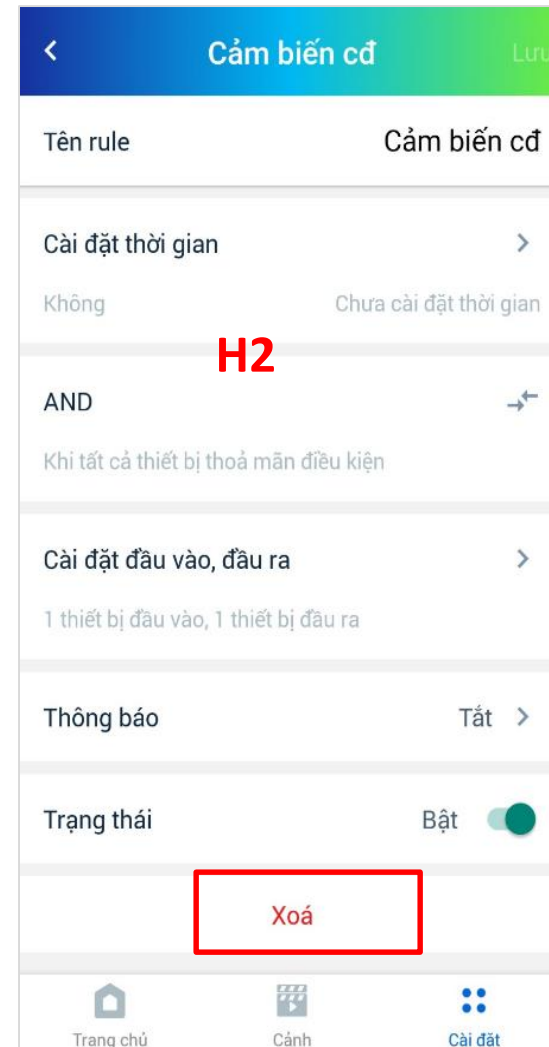 Cảm biến cđ Lưu
Tên rule Cảm biến cđ
Cài đặt thời gian
Không Chưa cài đặt thời gian
H2
AND
Khi tất cả thiết bị thoả mãn điều kiện
Cài đặt đầu vào, đầu ra
1 thiết bị đầu vào, 1 thiết bị đầu ra
Thông báo Tắt
Trạng thái Bật
Xoá
Trang chủ Cảnh Cài đặt